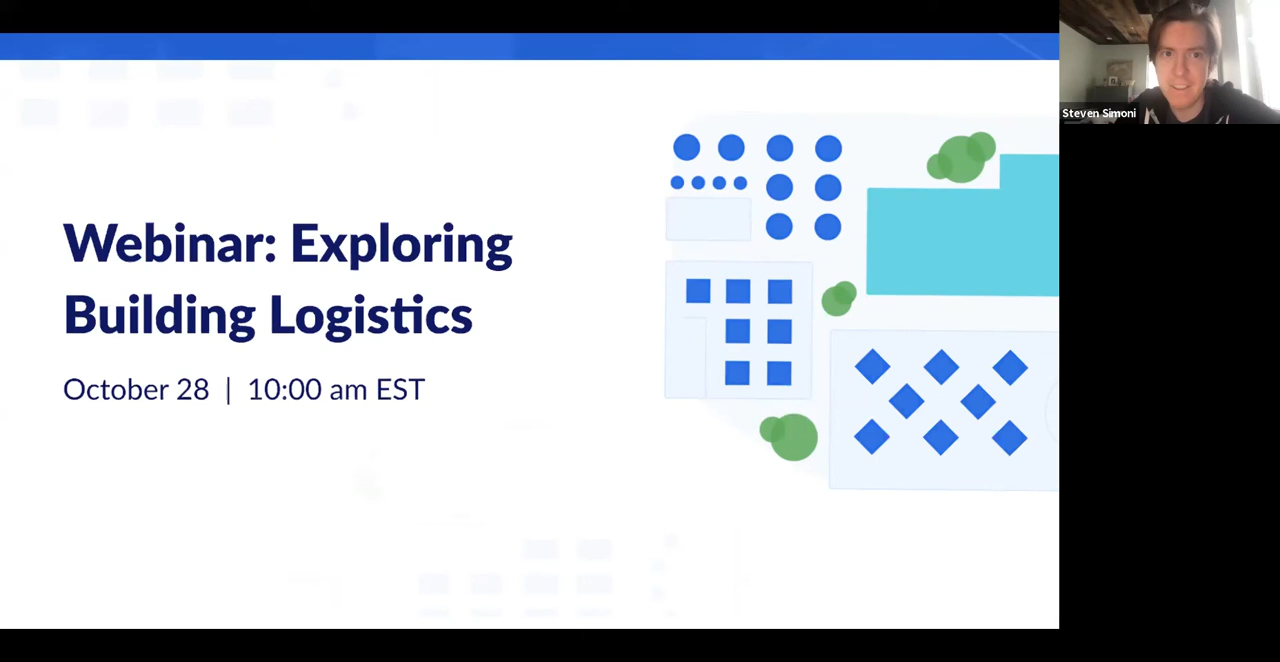 Webinar: Exploring
Building Logistics
October 28 | 10:00 am EST
Steven Simoni